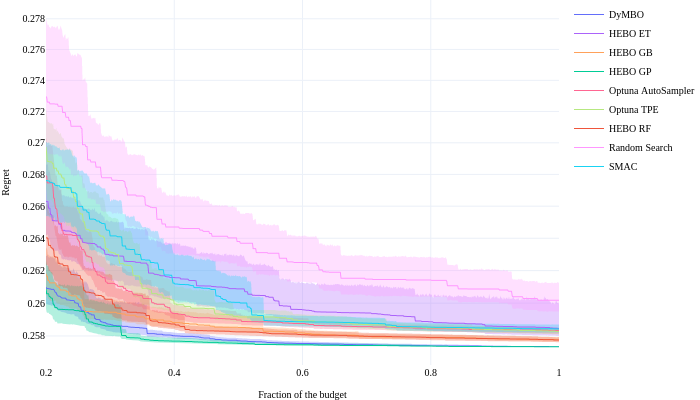 0.278
0.276
0.274
0.272
0.27
0.268
0.266
0.264
0.262
0.26
0.258
Regret
0.2
0.4
0.6
0.8
1
Fraction of the budget
DyMBO
HEBO ET
HEBO GB
HEBO GP
Optuna AutoSampler
Optuna TPE
HEBO RF
Random Search
SMAC